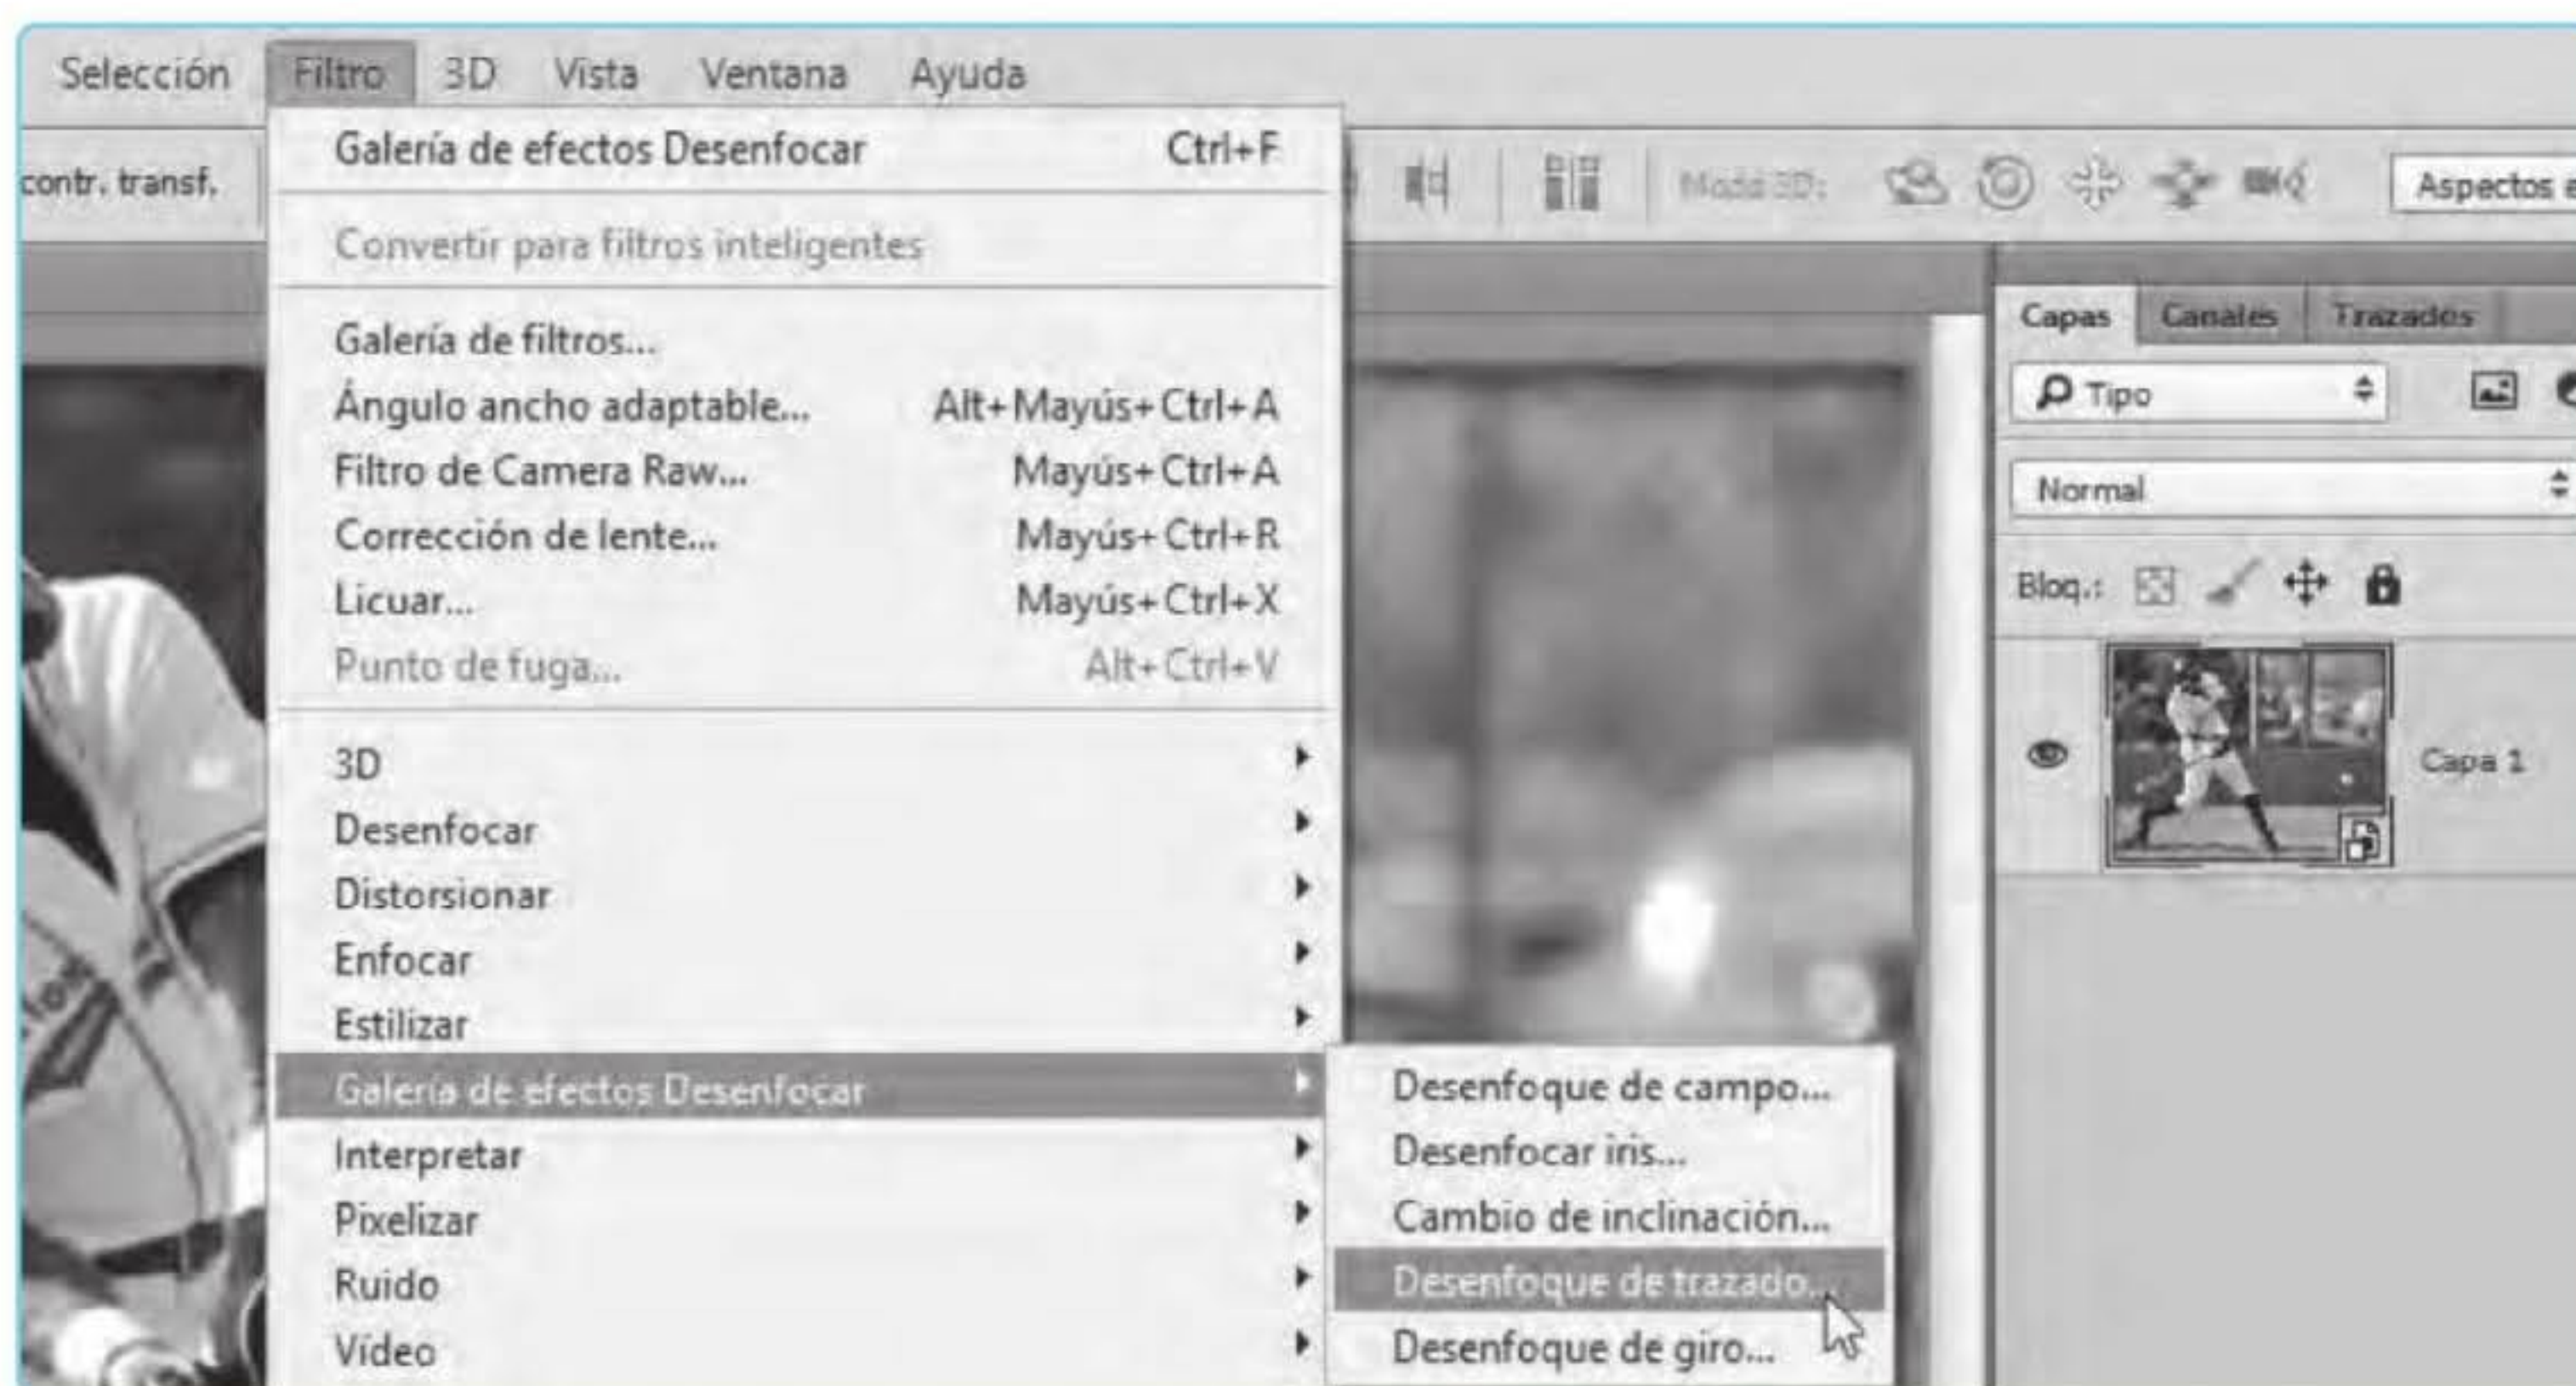 Selección Filtro 3D Vista Ventana Ayuda
contr. transf.
Modo 3D:
Aspectos e
Galería de efectos Desenfocar Ctrl+F
Convertir para filtros inteligentes
Galería de filtros...
Ángulo ancho adaptable... Alt+Mayús+Ctrl+A
Filtro de Camera Raw... Mayús+Ctrl+A
Corrección de lente... Mayús+Ctrl+R
Licuar... Mayús+Ctrl+X
Punto de fuga... Alt+Ctrl+V
3D
Desenfocar
Distorsionar
Enfocar
Estilizar
Galería de efectos Desenfocar
Interpretar
Pixelizar
Ruido
Vídeo
Desenfoque de campo...
Desenfocar iris...
Cambio de inclinación...
Desenfoque de trazado...
Desenfoque de giro...
Capas Canales Trazados
Tipo
Normal
Bloq.:
Capa 1